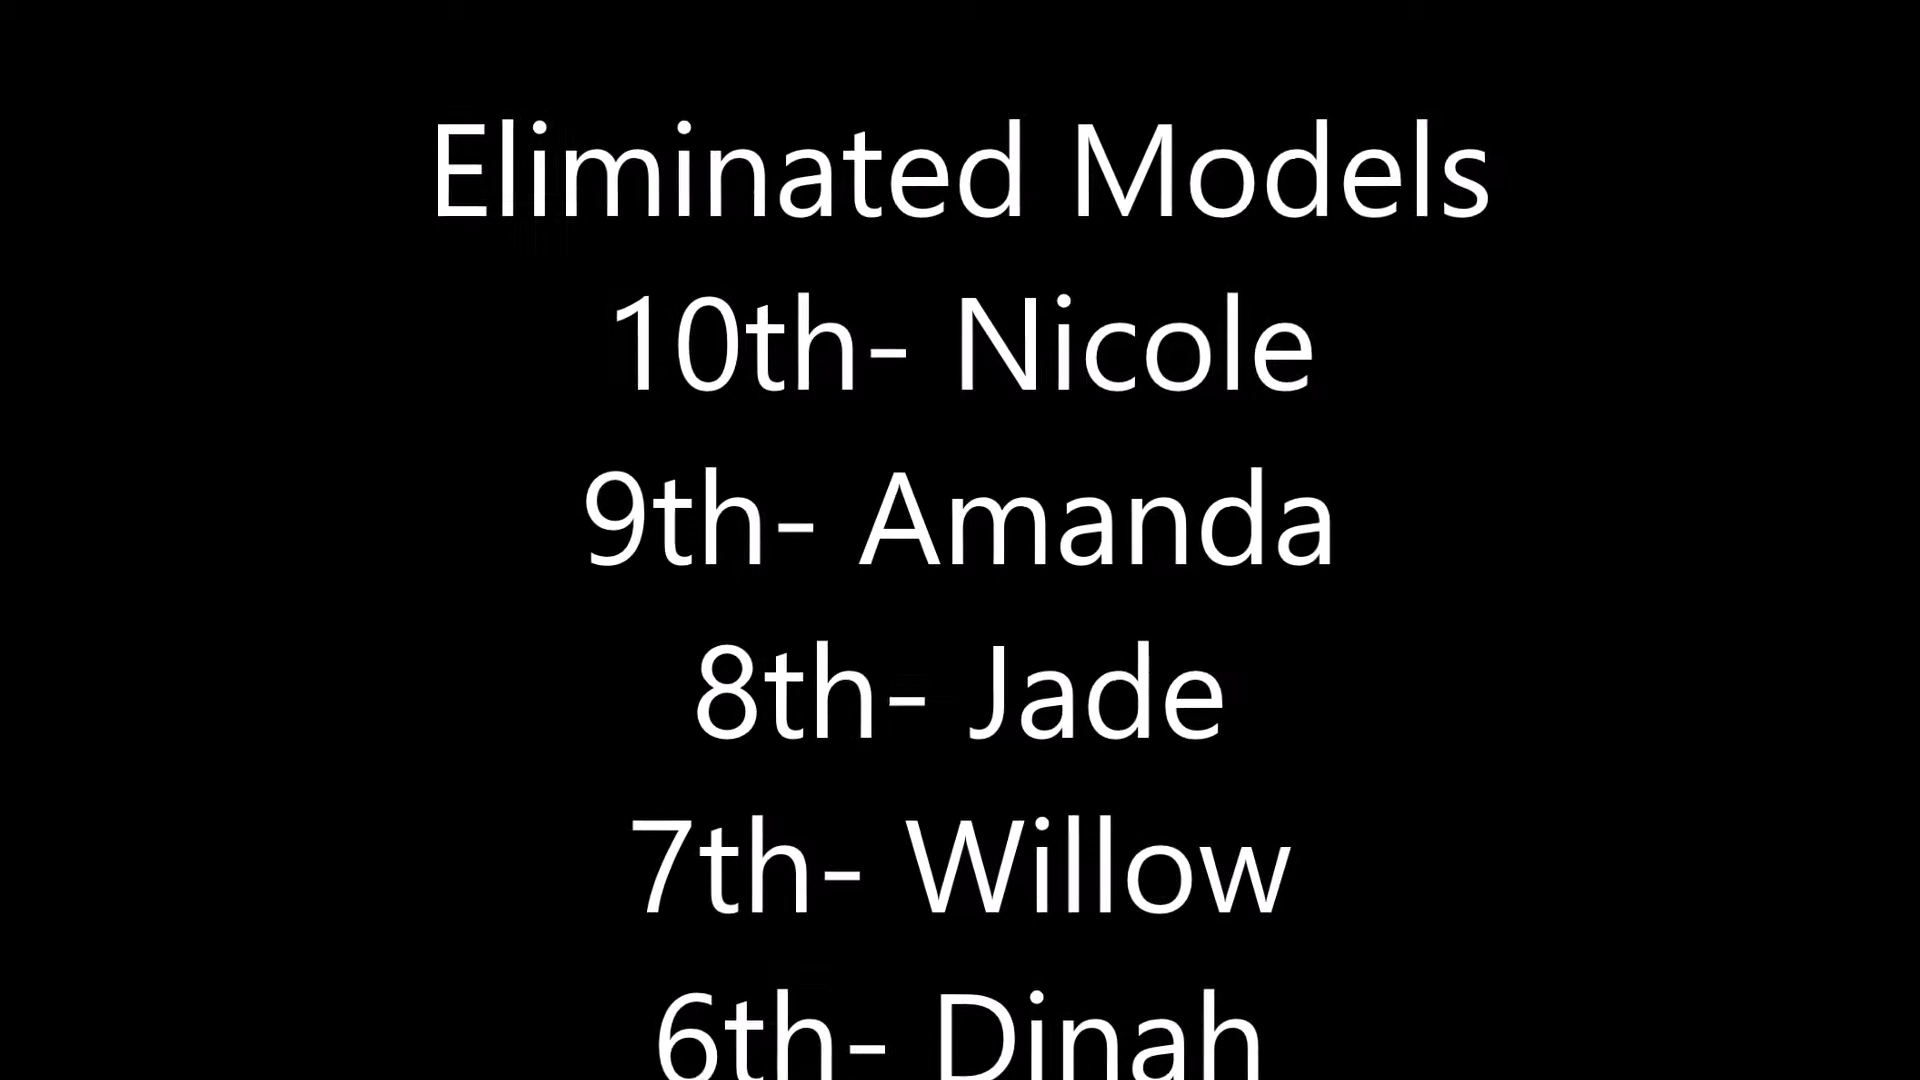 Eliminated Models
10th- Nicole
9th- Amanda
8th- Jade
7th- Willow
6th- Dinah